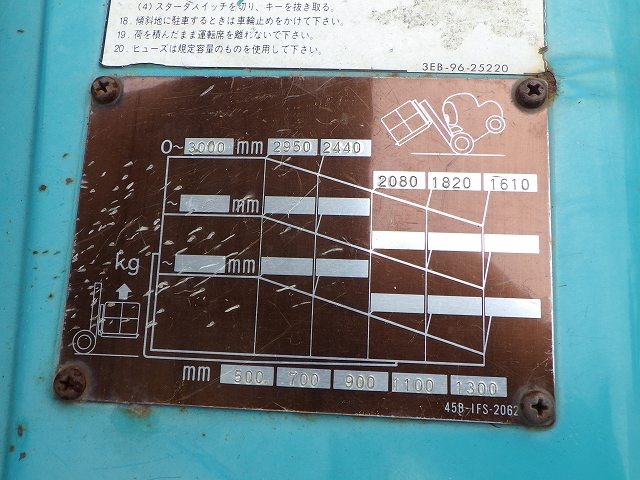 (4) スタータスイッチを切り、キーを抜き取る。
18. 傾斜地に駐車するときは車輪止めをかけて下さい。
19. 荷を積んだまま運転席を離れないで下さい。
20. ヒューズは規定容量のものを使用して下さい。
3EB-96-25220
0~ 3000 mm 2950 2440
2080 1820 1610
~ mm
~ mm
kg
mm 500 700 900 1100 1300
45B-IFS-2062